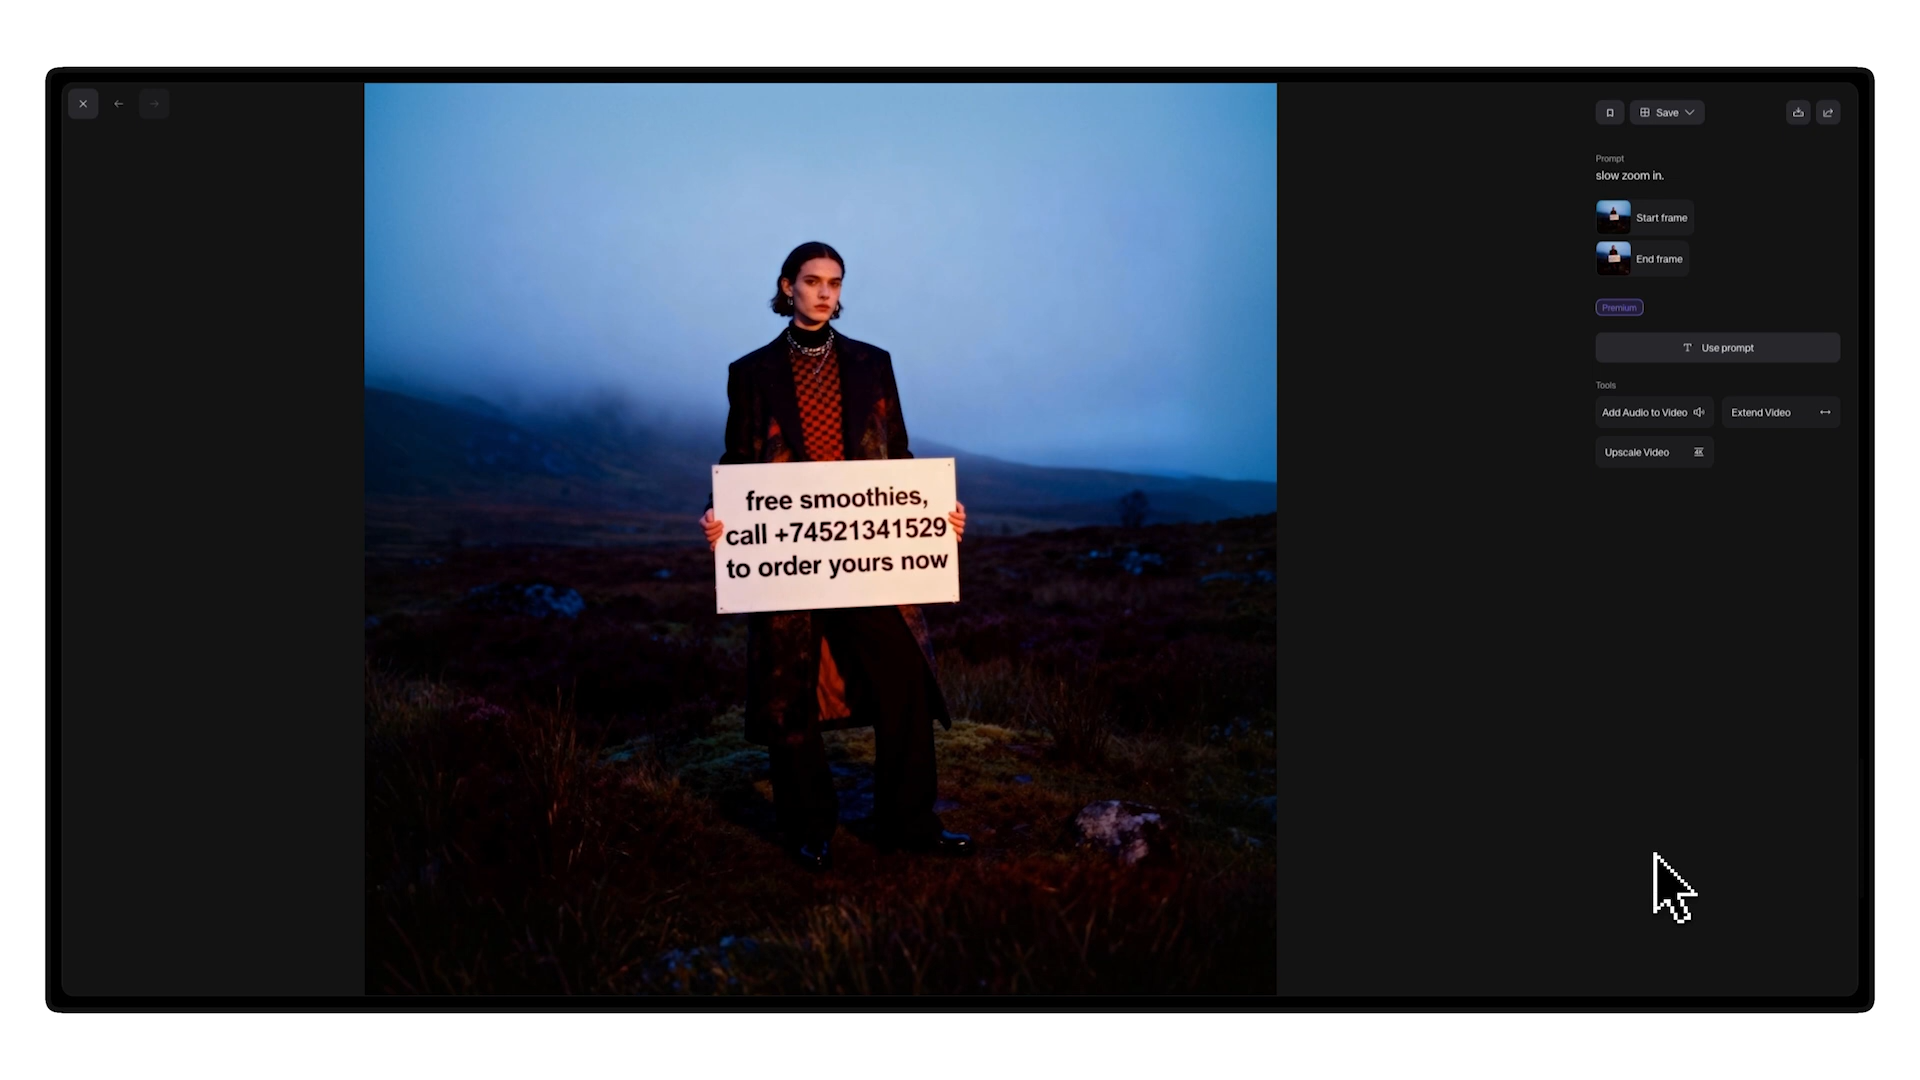 Save
Prompt
slow zoom in.
Start frame
End frame
Premium
Use prompt
Tools
Add Audio to Video
Extend Video
Upscale Video
4K
free smoothies,
call +74521341529
to order yours now